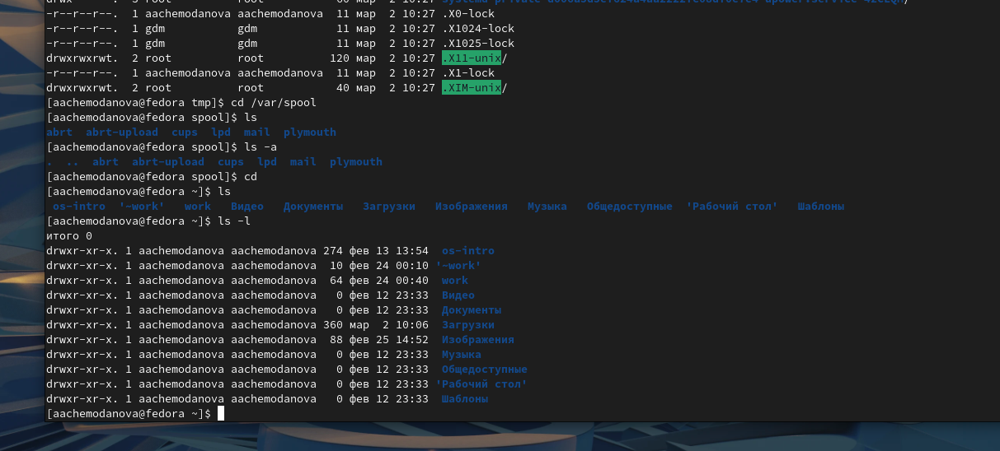 -r--r--r--.  1 aachemodanova aachemodanova  11 мар  2 10:27 .X0-lock
-r--r--r--.  1 gdm           gdm            11 мар  2 10:27 .X1024-lock
-r--r--r--.  1 gdm           gdm            11 мар  2 10:27 .X1025-lock
drwxrwxrwt.  2 root          root          120 мар  2 10:27 .X11-unix/
-r--r--r--.  1 aachemodanova aachemodanova  11 мар  2 10:27 .X1-lock
drwxrwxrwt.  2 root          root           40 мар  2 10:27 .XIM-unix/
[aachemodanova@fedora tmp]$ cd /var/spool
[aachemodanova@fedora spool]$ ls
abrt  abrt-upload  cups  lpd  mail  plymouth
[aachemodanova@fedora spool]$ ls -a
.  ..  abrt  abrt-upload  cups  lpd  mail  plymouth
[aachemodanova@fedora spool]$ cd
[aachemodanova@fedora ~]$ ls
 os-intro  '~work'   work   Видео   Документы   Загрузки   Изображения   Музыка   Общедоступные  'Рабочий стол'   Шаблоны
[aachemodanova@fedora ~]$ ls -l
итого 0
drwxr-xr-x. 1 aachemodanova aachemodanova 274 фев 13 13:54  os-intro
drwxr-xr-x. 1 aachemodanova aachemodanova  10 фев 24 00:10 '~work'
drwxr-xr-x. 1 aachemodanova aachemodanova  64 фев 24 00:40  work
drwxr-xr-x. 1 aachemodanova aachemodanova   0 фев 12 23:33  Видео
drwxr-xr-x. 1 aachemodanova aachemodanova   0 фев 12 23:33  Документы
drwxr-xr-x. 1 aachemodanova aachemodanova 360 мар  2 10:06  Загрузки
drwxr-xr-x. 1 aachemodanova aachemodanova  88 фев 25 14:52  Изображения
drwxr-xr-x. 1 aachemodanova aachemodanova   0 фев 12 23:33  Музыка
drwxr-xr-x. 1 aachemodanova aachemodanova   0 фев 12 23:33  Общедоступные
drwxr-xr-x. 1 aachemodanova aachemodanova   0 фев 12 23:33 'Рабочий стол'
drwxr-xr-x. 1 aachemodanova aachemodanova   0 фев 12 23:33  Шаблоны
[aachemodanova@fedora ~]$